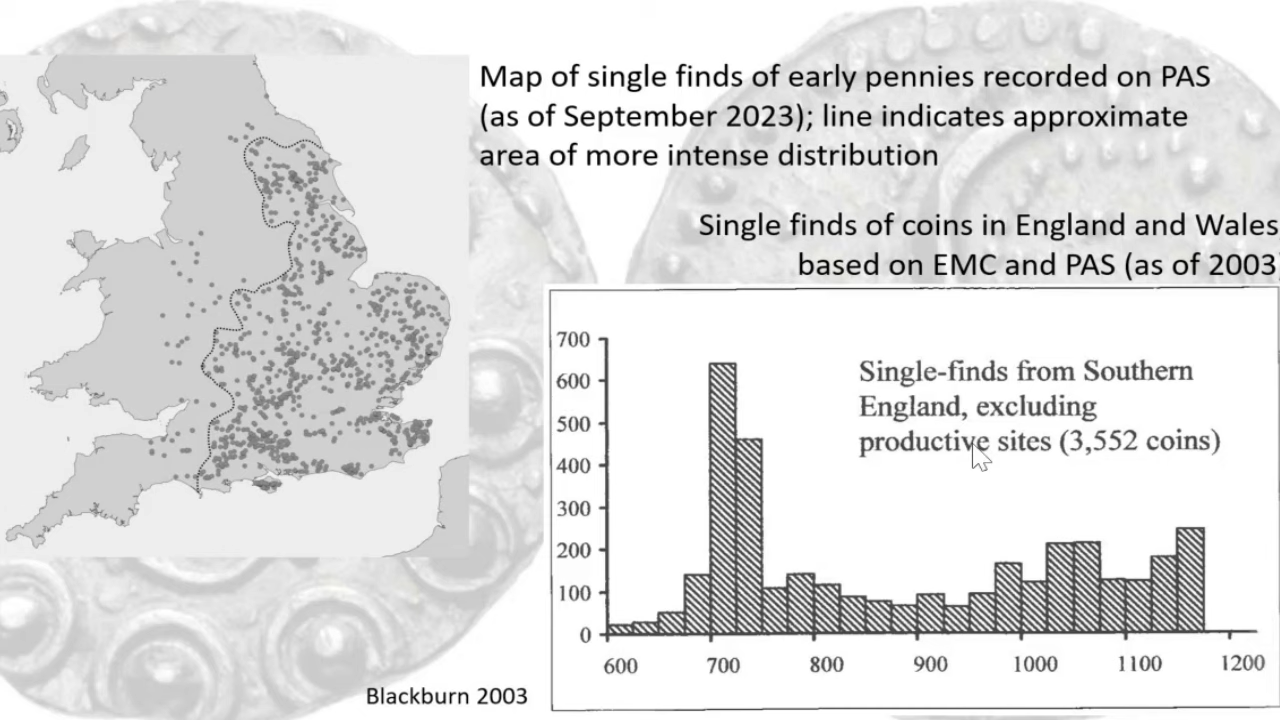 Map of single finds of early pennies recorded on PAS
(as of September 2023); line indicates approximate
area of more intense distribution
Single finds of coins in England and Wales
based on EMC and PAS (as of 2003)
700
600
500
400
300
200
100
0
Single-finds from Southern
England, excluding
productive sites (3,552 coins)
600 700 800 900 1000 1100 1200
Blackburn 2003